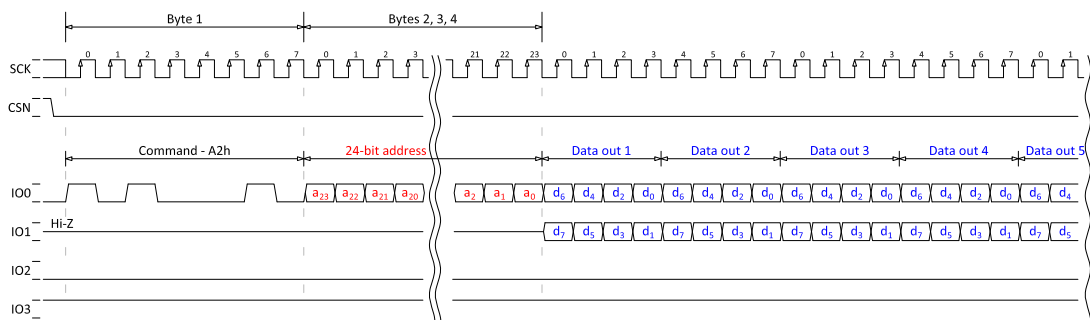 Byte 1 Bytes 2, 3, 4
0 1 2 3 4 5 6 7 0 1 2 3 21 22 23 0 1 2 3 4 5 6 7 0 1 2 3 4 5 6 7 0 1
SCK
CSN
Command - A2h 24-bit address Data out 1 Data out 2 Data out 3 Data out 4 Data out 5
IO0 a23 a22 a21 a20 a2 a1 a0 d6 d4 d2 d0 d6 d4 d2 d0 d6 d4 d2 d0 d6 d4 d2 d0 d6 d4
Hi-Z
IO1 d7 d5 d3 d1 d7 d5 d3 d1 d7 d5 d3 d1 d7 d5 d3 d1 d7 d5
IO2
IO3